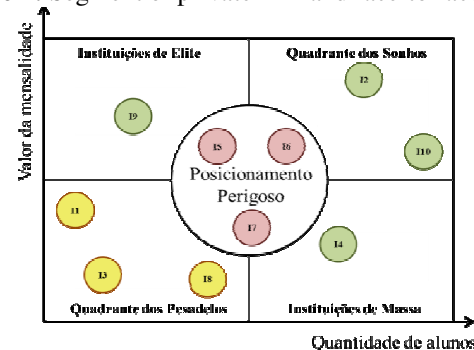 Valor da mensalidade
Instituições de Elite
Quadrante dos Sonhos
I2
I9
I5
I6
I10
Posicionamento
Perigoso
I1
I7
I4
I3
I8
Quadrante dos Pesadelos
Instituições de Massa
Quantidade de alunos